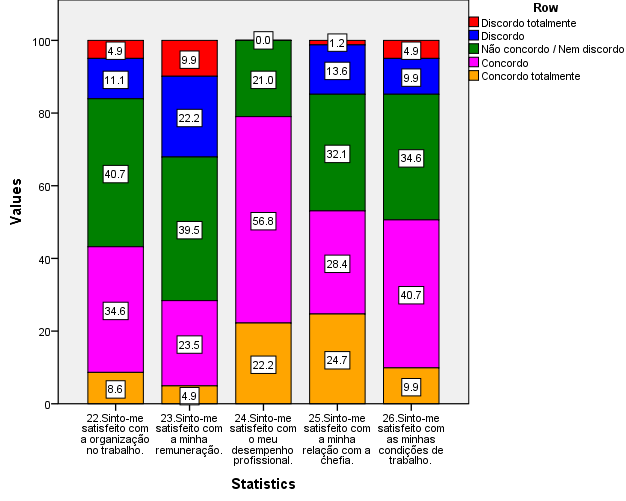 Row
Discordo totalmente
Discordo
Não concordo / Nem discordo
Concordo
Concordo totalmente
Values
100
80
60
40
20
0
4.9
11.1
40.7
34.6
8.6
9.9
22.2
39.5
23.5
4.9
0.0
21.0
56.8
22.2
1.2
13.6
32.1
28.4
24.7
4.9
9.9
34.6
40.7
9.9
22.Sinto-me
satisfeito com
a organização
no trabalho.
23.Sinto-me
satisfeito com
a minha
remuneração.
24.Sinto-me
satisfeito com
o meu
desempenho
profissional.
25.Sinto-me
satisfeito com
a minha
relação com a
chefia.
26.Sinto-me
satisfeito com
as minhas
condições de
trabalho.
Statistics